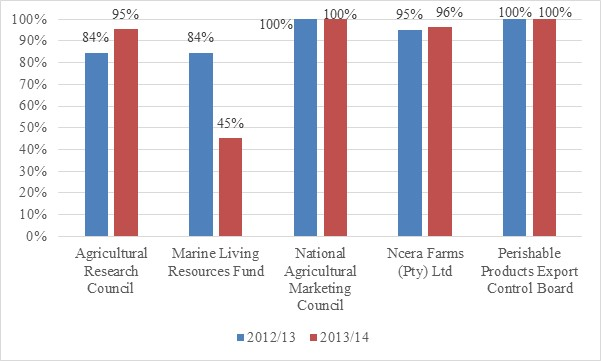 100%
90%
80%
70%
60%
50%
40%
30%
20%
10%
0%
84% 95%
84% 45%
100% 100%
95% 96%
100% 100%
Agricultural
Research
Council
Marine Living
Resources Fund
National
Agricultural
Marketing
Council
Ncera Farms
(Pty) Ltd
Perishable
Products Export
Control Board
2012/13 2013/14